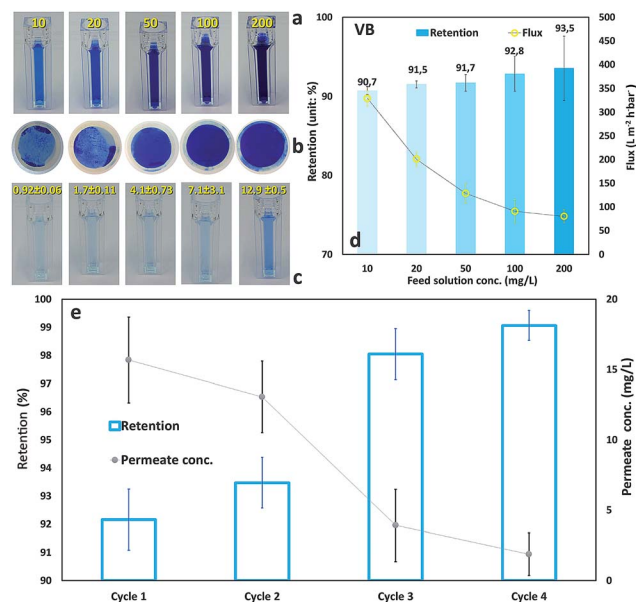 10 20 50 100 200 a
b
0.92±0.06 1.7±0.11 4.1±0.73 7.1±3.1 12.9 ±0.5
c
100 VB Retention Flux 500
450
93,5
92,8
90,7 91,5 91,7
400
90
350
300
250
80
200
150
100
50
70 d 0
10 20 50 100 200
Feed solution conc. (mg/L)
Retention (unit: %)
Flux (L m⁻² h·bar⁻
100 e 20
99
98
15
97
96
Retention
10
95
Permeate conc.
94
93
5
92
91
90 0
Cycle 1 Cycle 2 Cycle 3 Cycle 4
Retention (%)
Permeate conc. (mg/L)